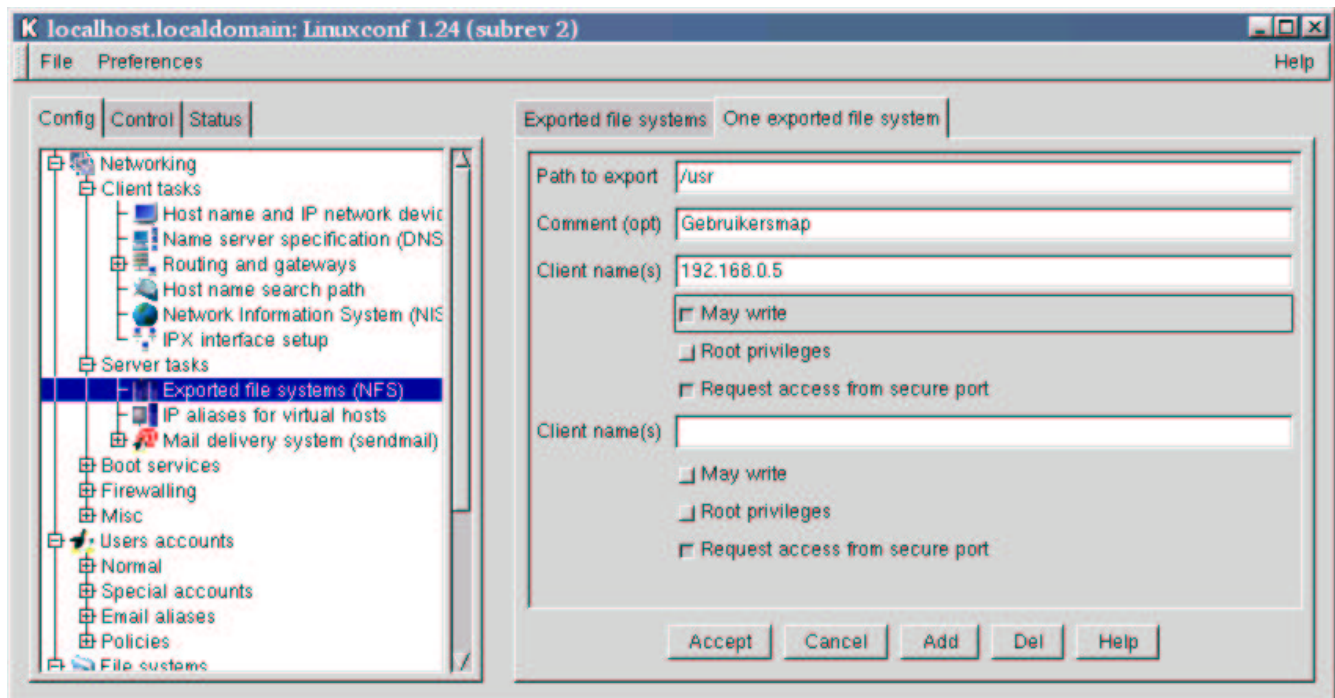 K localhost.localdomain: Linuxconf 1.24 (subrev 2)
File Preferences Help
Config Control Status
Networking
Client tasks
Host name and IP network devic
Name server specification (DNS
Routing and gateways
Host name search path
Network Information System (NIS
IPX interface setup
Server tasks
Exported file systems (NFS)
IP aliases for virtual hosts
Mail delivery system (sendmail)
Boot services
Firewalling
Misc
Users accounts
Normal
Special accounts
Email aliases
Policies
File systems
Exported file systems One exported file system
Path to export /usr
Comment (opt) Gebruikersmap
Client name(s) 192.168.0.5
May write
Root privileges
Request access from secure port
Client name(s)
May write
Root privileges
Request access from secure port
Accept Cancel Add Del Help